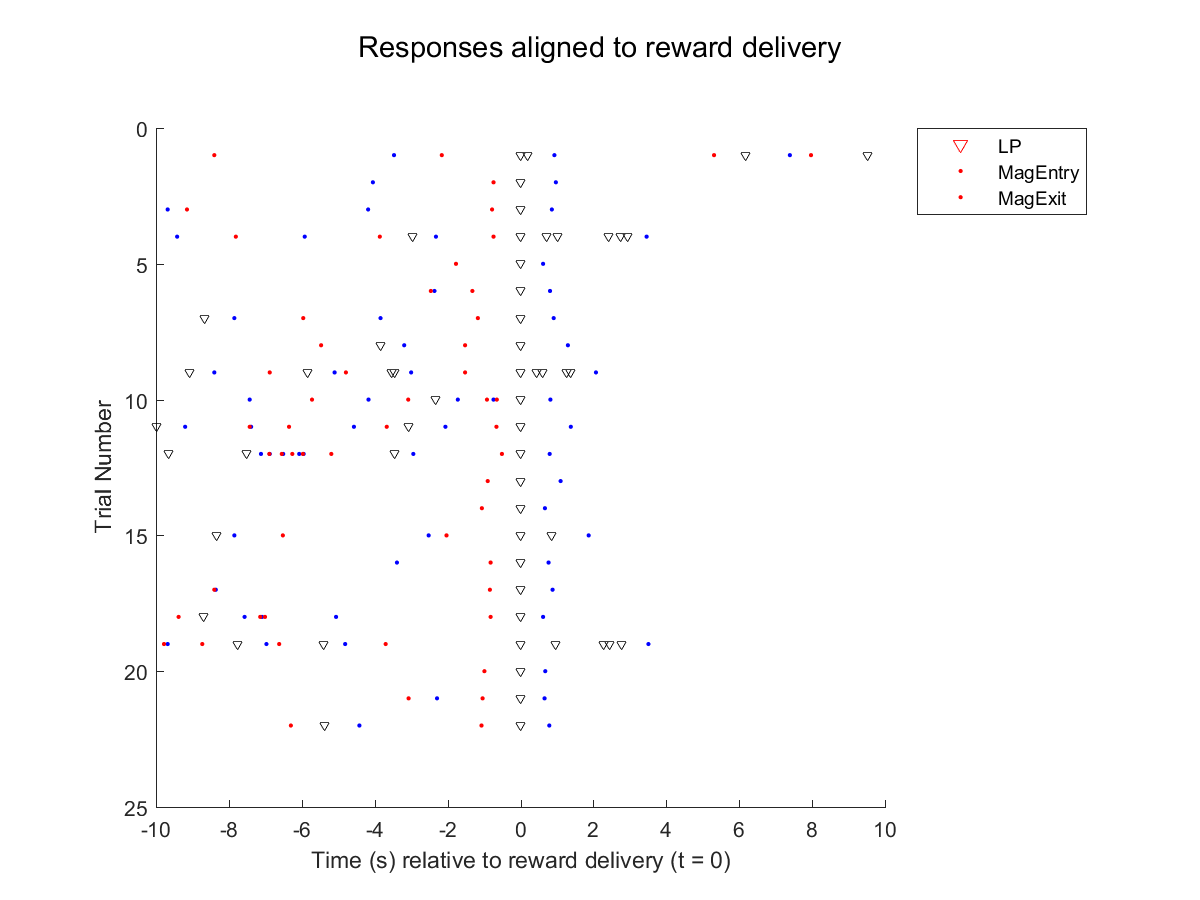 Responses aligned to reward delivery
LP
MagEntry
MagExit
Trial Number
0
5
10
15
20
25
-10 -8 -6 -4 -2 0 2 4 6 8 10
Time (s) relative to reward delivery (t = 0)